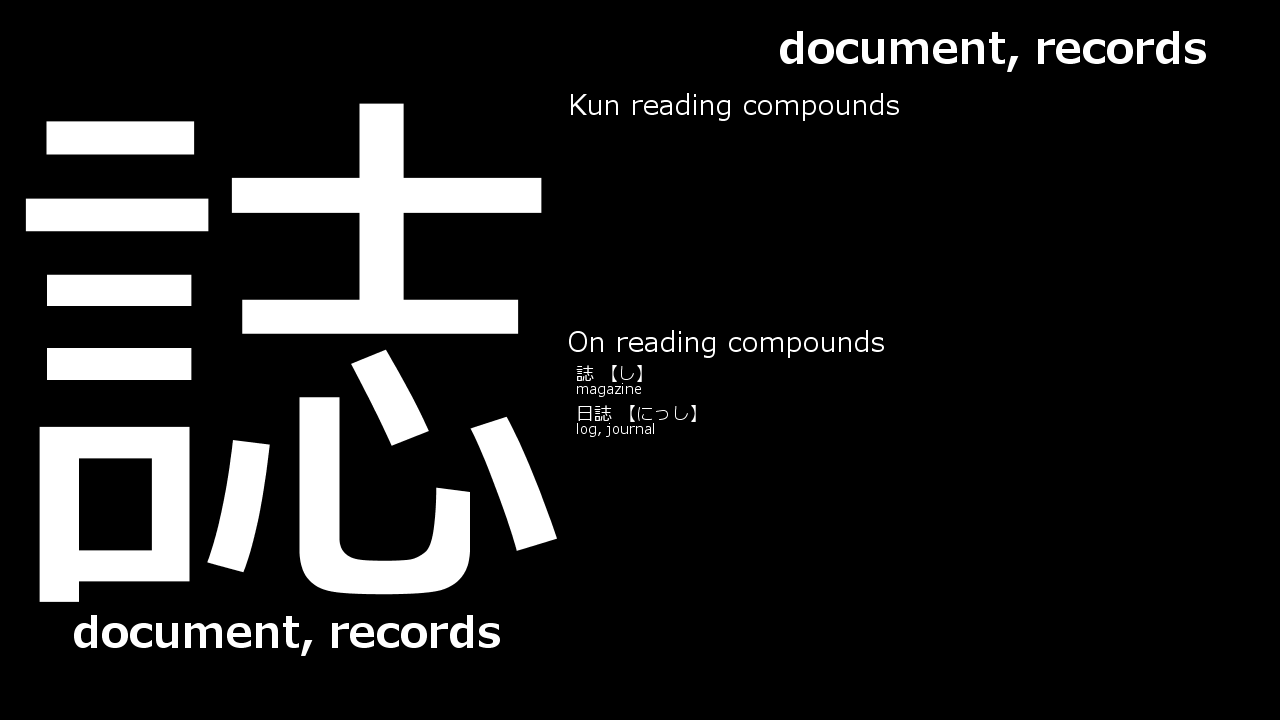 誌
document, records
document, records
Kun reading compounds
On reading compounds
誌 【し】
magazine
日誌 【にっし】
log, journal